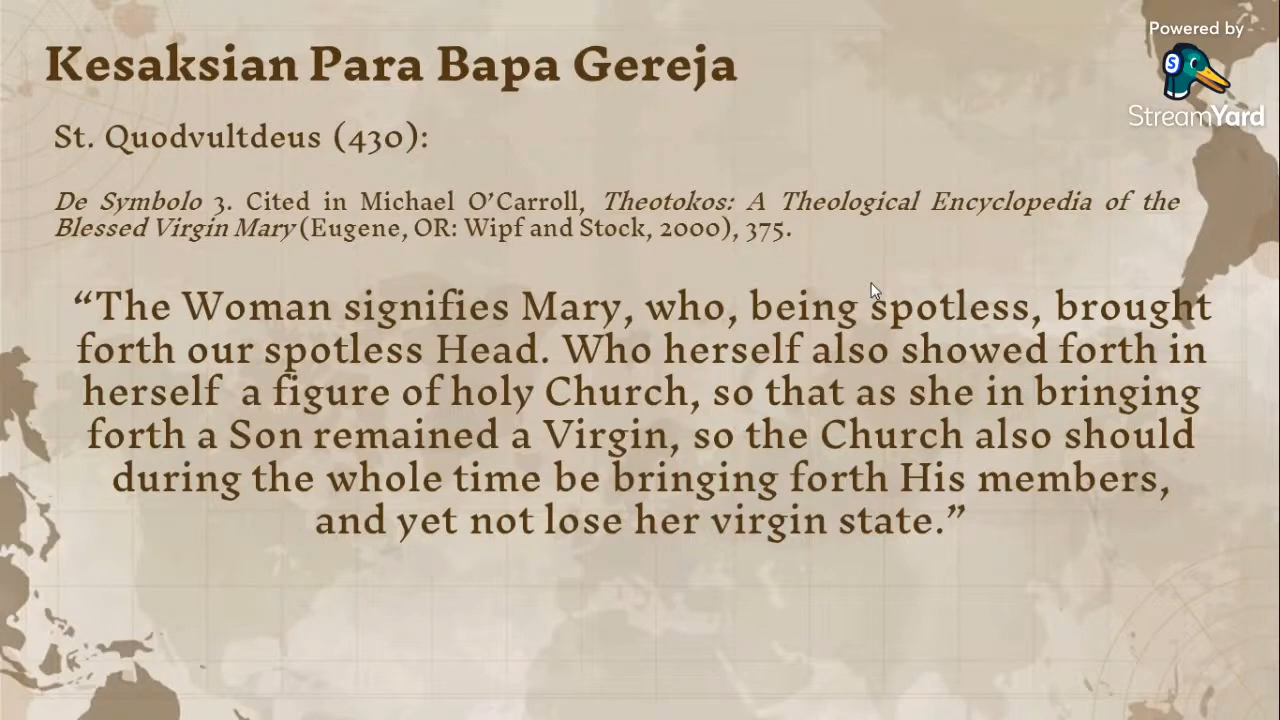 Powered by
StreamYard
Kesaksian Para Bapa Gereja
St. Quodvultdeus (430):
De Symbolo 3. Cited in Michael O’Carroll, Theotokos: A Theological Encyclopedia of the
Blessed Virgin Mary (Eugene, OR: Wipf and Stock, 2000), 375.
“The Woman signifies Mary, who, being spotless, brought
forth our spotless Head. Who herself also showed forth in
herself a figure of holy Church, so that as she in bringing
forth a Son remained a Virgin, so the Church also should
during the whole time be bringing forth His members,
and yet not lose her virgin state.”